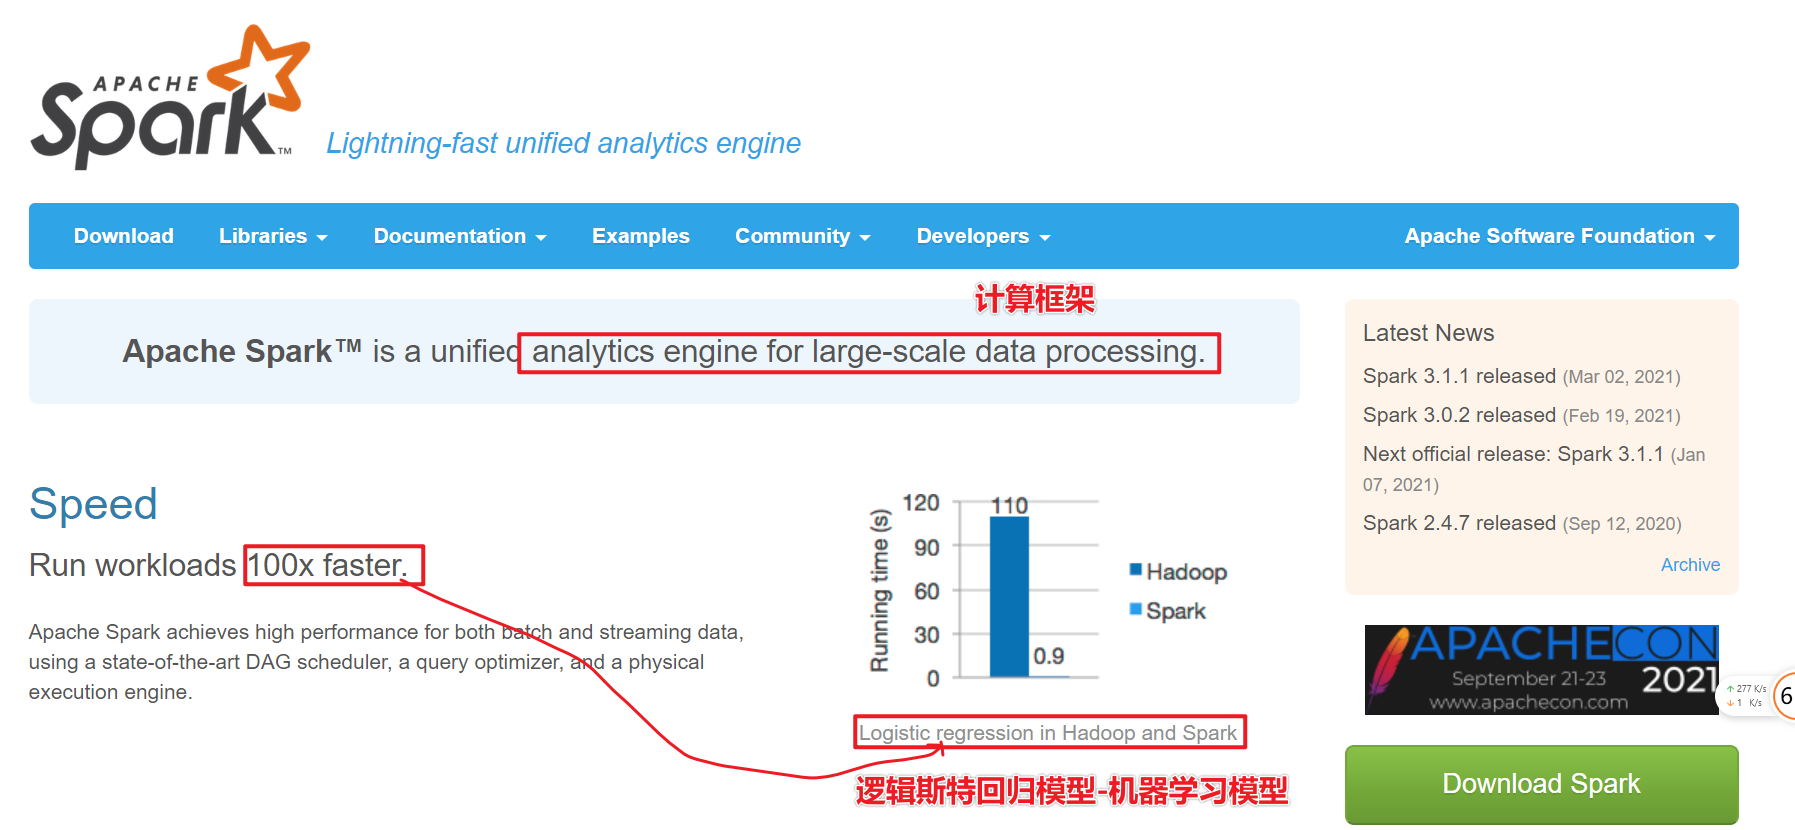 APACHE
Spark™
Lightning-fast unified analytics engine
Download Libraries Documentation Examples Community Developers Apache Software Foundation
计算框架
Apache Spark™ is a unified analytics engine for large-scale data processing.
Latest News
Spark 3.1.1 released (Mar 02, 2021)
Spark 3.0.2 released (Feb 19, 2021)
Next official release: Spark 3.1.1 (Jan
07, 2021)
Spark 2.4.7 released (Sep 12, 2020)
Archive
Speed
Run workloads 100x faster.
Apache Spark achieves high performance for both batch and streaming data,
using a state-of-the-art DAG scheduler, a query optimizer, and a physical
execution engine.
Running time (s)
120
90
60
30
0
110
0.9
Hadoop
Spark
Logistic regression in Hadoop and Spark
逻辑斯特回归模型-机器学习模型
APACHECON
2021
September 21-23
www.apachecon.com
277 K/s
1 K/s
6
Download Spark